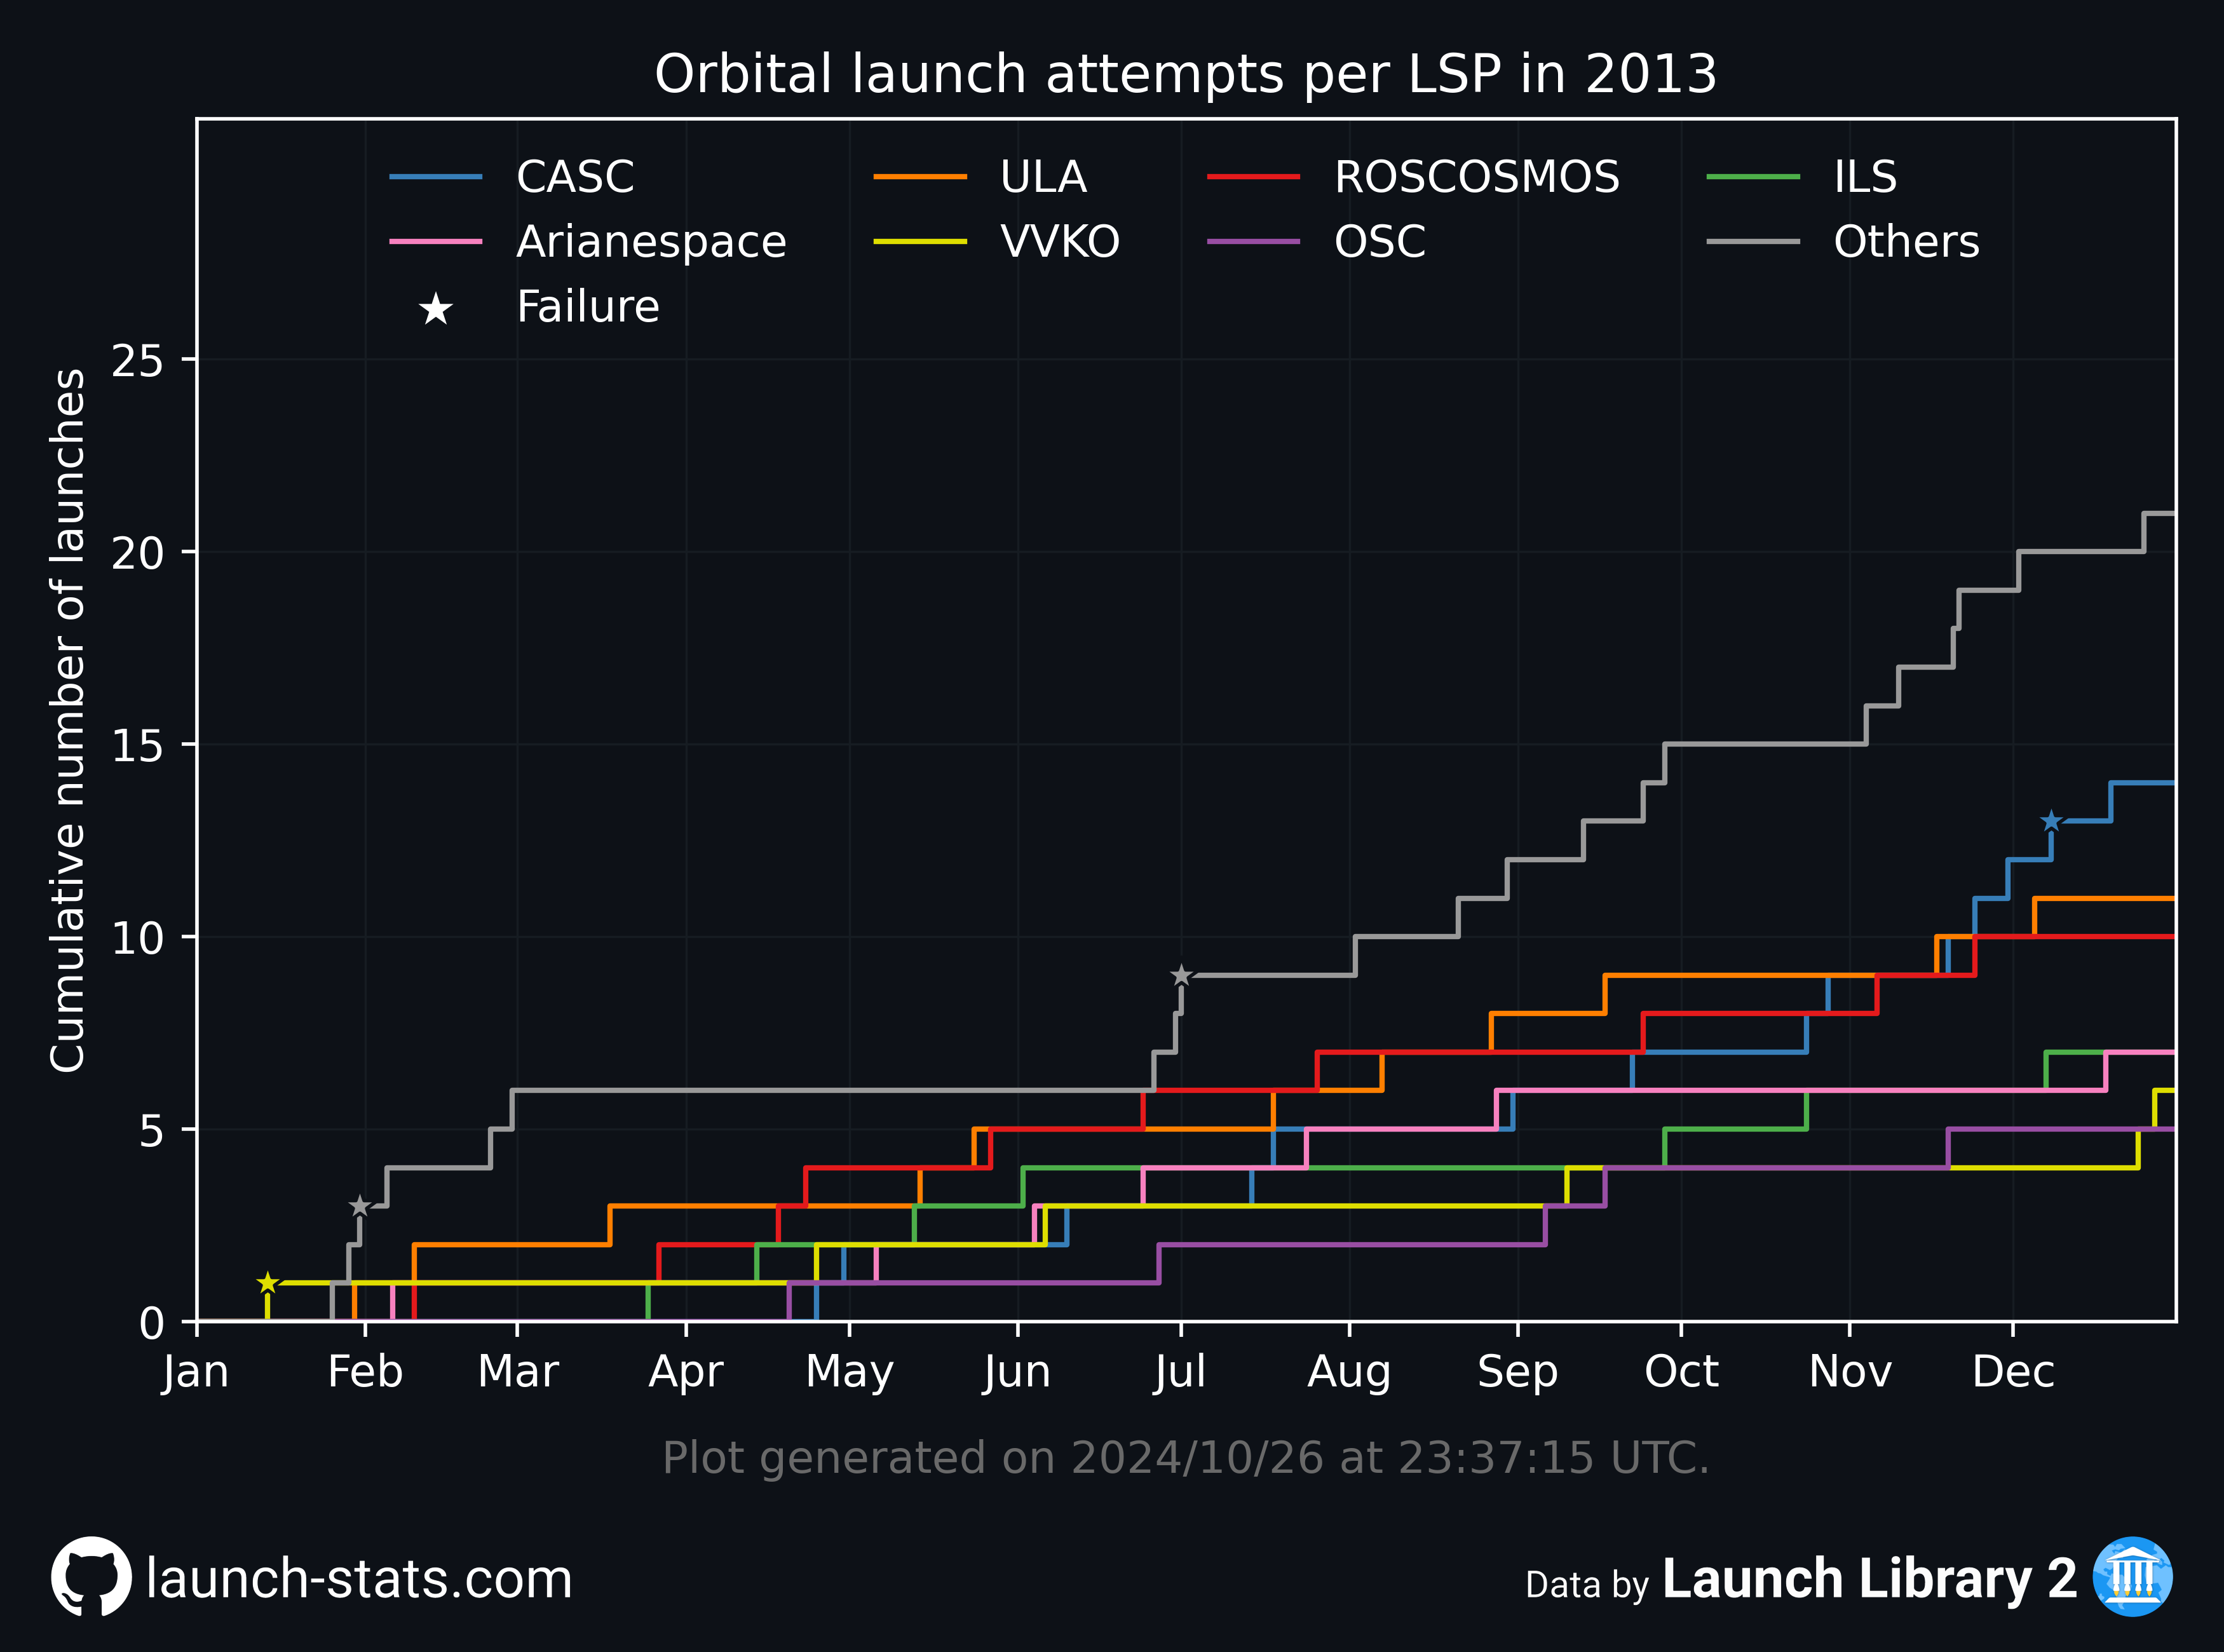 Orbital launch attempts per LSP in 2013
CASC ULA ROSCOSMOS ILS
Arianespace VVKO OSC Others
Failure
Cumulative number of launches
25
20
15
10
5
0
Jan Feb Mar Apr May Jun Jul Aug Sep Oct Nov Dec
Plot generated on 2024/10/26 at 23:37:15 UTC.
launch-stats.com
Data by Launch Library 2